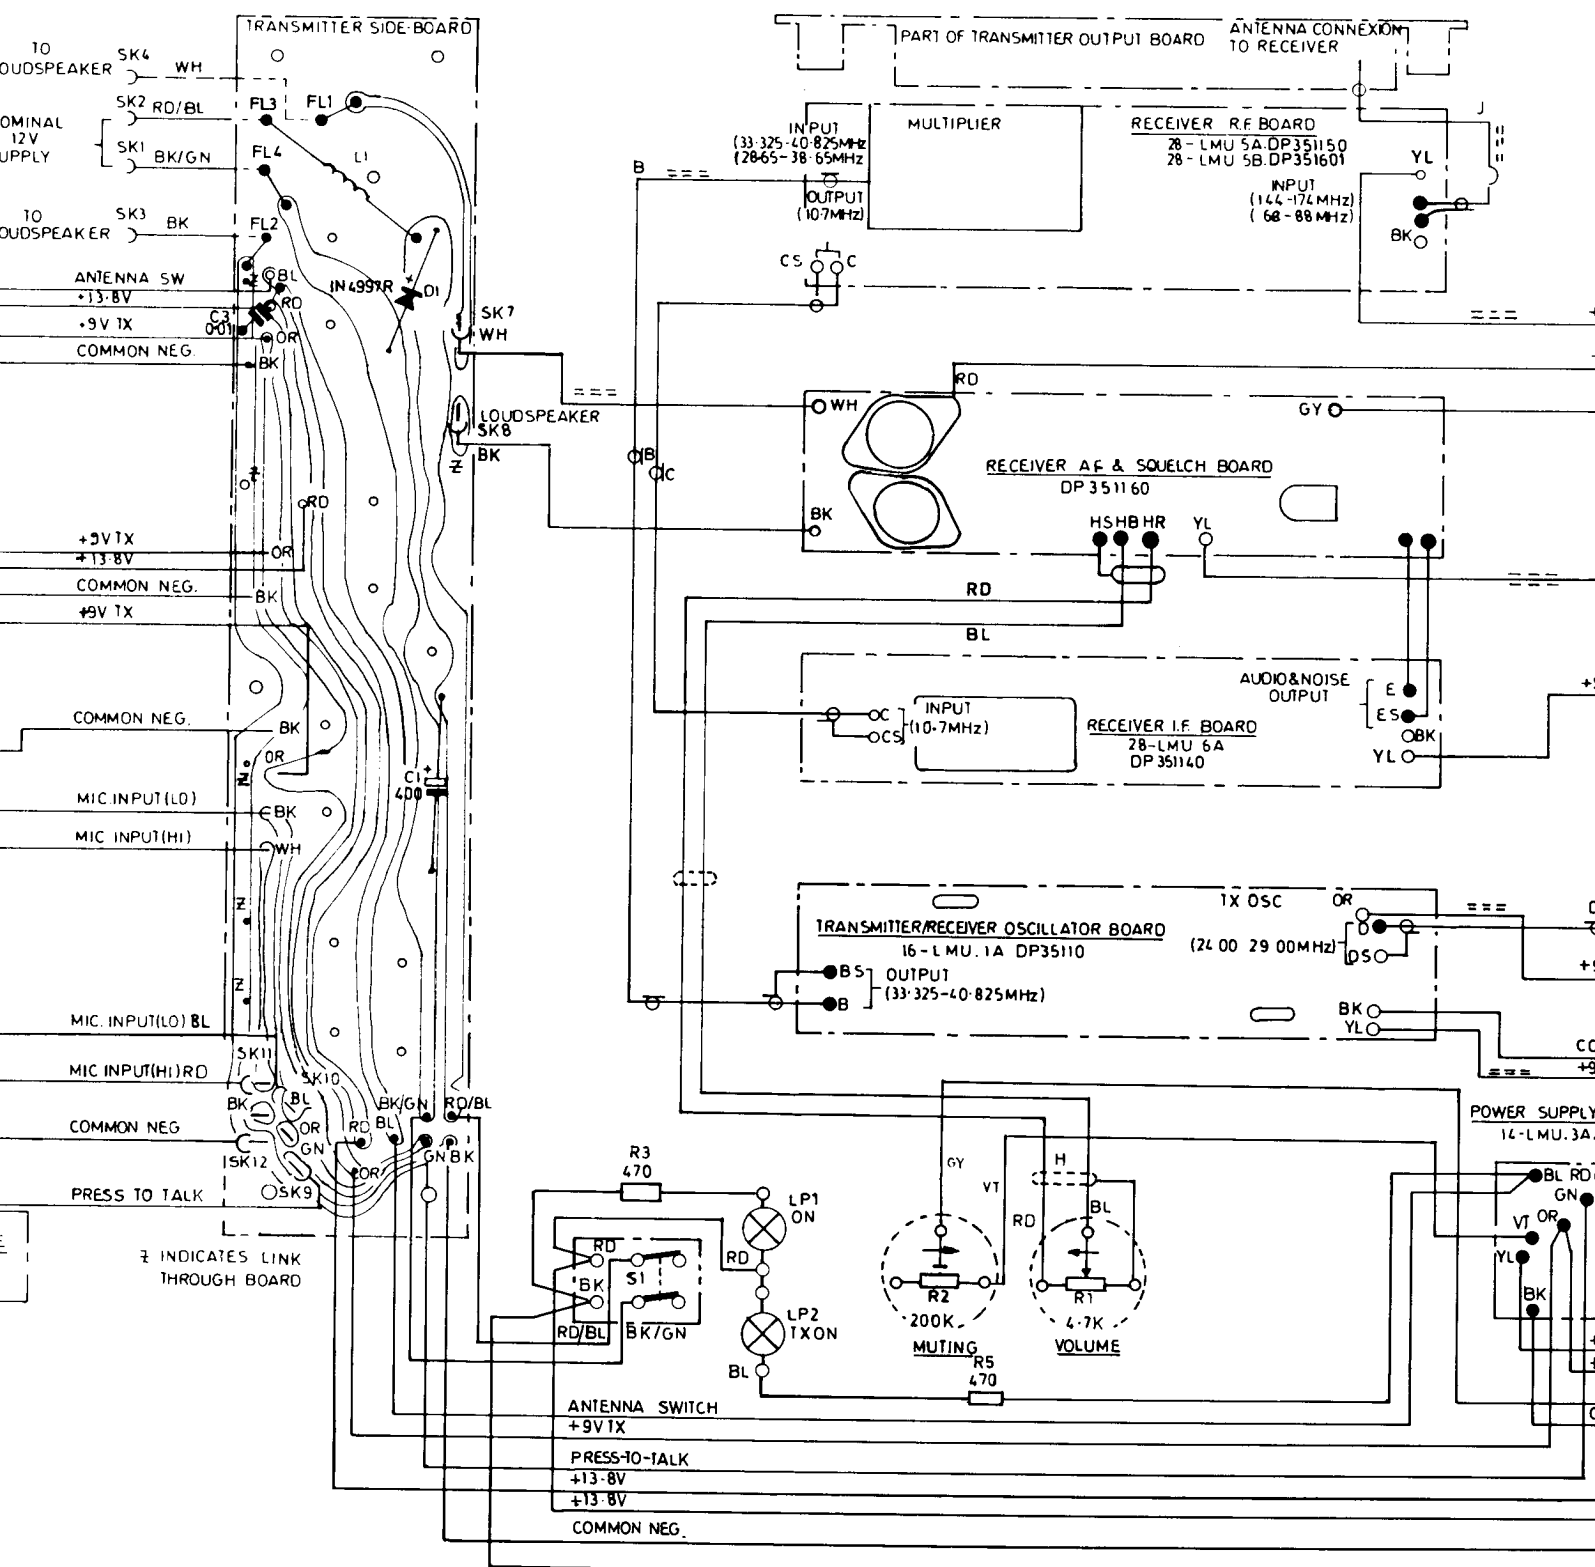 TRANSMITTER SIDE-BOARD
TO
OUDSPEAKER
SK4
WH
SK2
RD/BL
FL3
FL1
OMINAL
12V
UPPLY
SK1
BK/GN
FL4
L1
TO
OUDSPEAKER
SK3
BK
FL2
ANTENNA SW
BL
+13·8V
RD
C3
0·01
+9V TX
OR
COMMON NEG.
BK
IN4997R
+
D1
SK7
WH
LOUDSPEAKER
SK8
BK
Z
Z
Z
RD
+9V TX
OR
+13·8V
COMMON NEG.
BK
+9V TX
COMMON NEG.
BK
OR
Z
C1
+
400
MIC.INPUT(LO)
BK
MIC INPUT(HI)
WH
Z
Z
MIC. INPUT(LO) BL
SK11
MIC INPUT(HI) RD
SK10
BK
BL
BK/GN
RD/BL
COMMON NEG
OR
RD
BL
GN
GN
BK
SK12
OR
PRESS TO TALK
SK9
E
Z INDICATES LINK
THROUGH BOARD
PART OF TRANSMITTER OUTPUT BOARD
ANTENNA CONNEXION
TO RECEIVER
J
INPUT
(33·325-40·825MHz
(28·65-38·65MHz
MULTIPLIER
RECEIVER R.F. BOARD
28-LMU 5A.DP351150
28-LMU 5B.DP351601
YL
B
OUTPUT
(10·7MHz)
INPUT
(144-174MHz)
(68-88MHz)
BK
CS
C
RD
WH
GY
B
C
RECEIVER A.F. & SQUELCH BOARD
DP351160
BK
HS HB HR
YL
RD
BL
AUDIO&NOISE
OUTPUT
E
ES
BK
YL
C
CS
INPUT
(10·7MHz)
RECEIVER I.F. BOARD
28-LMU 6A
DP351140
+9
TX OSC
OR
TRANSMITTER/RECEIVER OSCILLATOR BOARD
16-LMU.1A DP35110
(24·00 29·00MHz)
D
DS
BS
B
OUTPUT
(33·325-40·825MHz)
BK
YL
CO
+9
POWER SUPPLY
14-LMU.3A.
R3
470
LP1
ON
GY
VT
H
RD
BL
BL
RD
GN
VT
OR
YL
BK
RD
BK
S1
RD
LP2
TXON
RD/BL
BK/GN
BL
R2
200K
MUTING
R1
4·7K
VOLUME
R5
470
ANTENNA SWITCH
+9V TX
PRESS-TO-TALK
+13·8V
+13·8V
COMMON NEG.